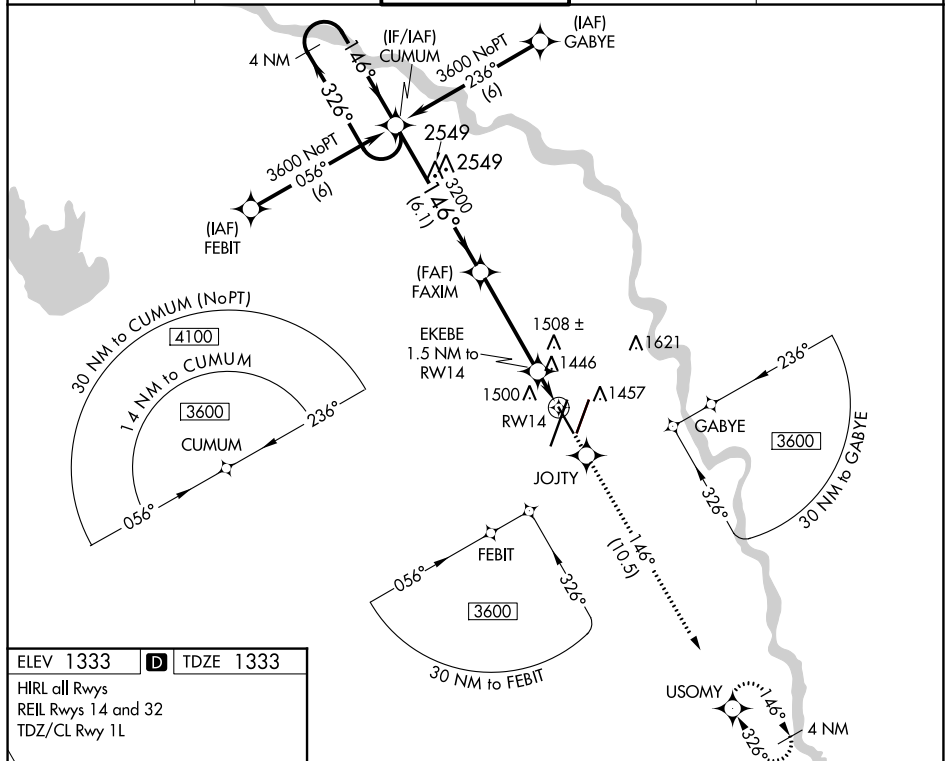 (IAF)
GABYE
(IF/IAF)
CUMUM
4 NM
146°
326°
3600 NoPT
236°
(6)
2549
2549
3600 NoPT
056°
(6)
3200
146°
(6.1)
(IAF)
FEBIT
(FAF)
FAXIM
30 NM to CUMUM (NoPT)
4100
14 NM to CUMUM
3600
CUMUM
236°
056°
EKEBE
1.5 NM to
RW14
1508 ±
1446
1621
1500
1457
RW14
JOJTY
236°
GABYE
3600
326°
30 NM to GABYE
146°
(10.5)
056°
FEBIT
326°
3600
30 NM to FEBIT
USOMY
146°
326°
4 NM
ELEV 1333 D TDZE 1333
HIRL all Rwys
REIL Rwys 14 and 32
TDZ/CL Rwy 1L